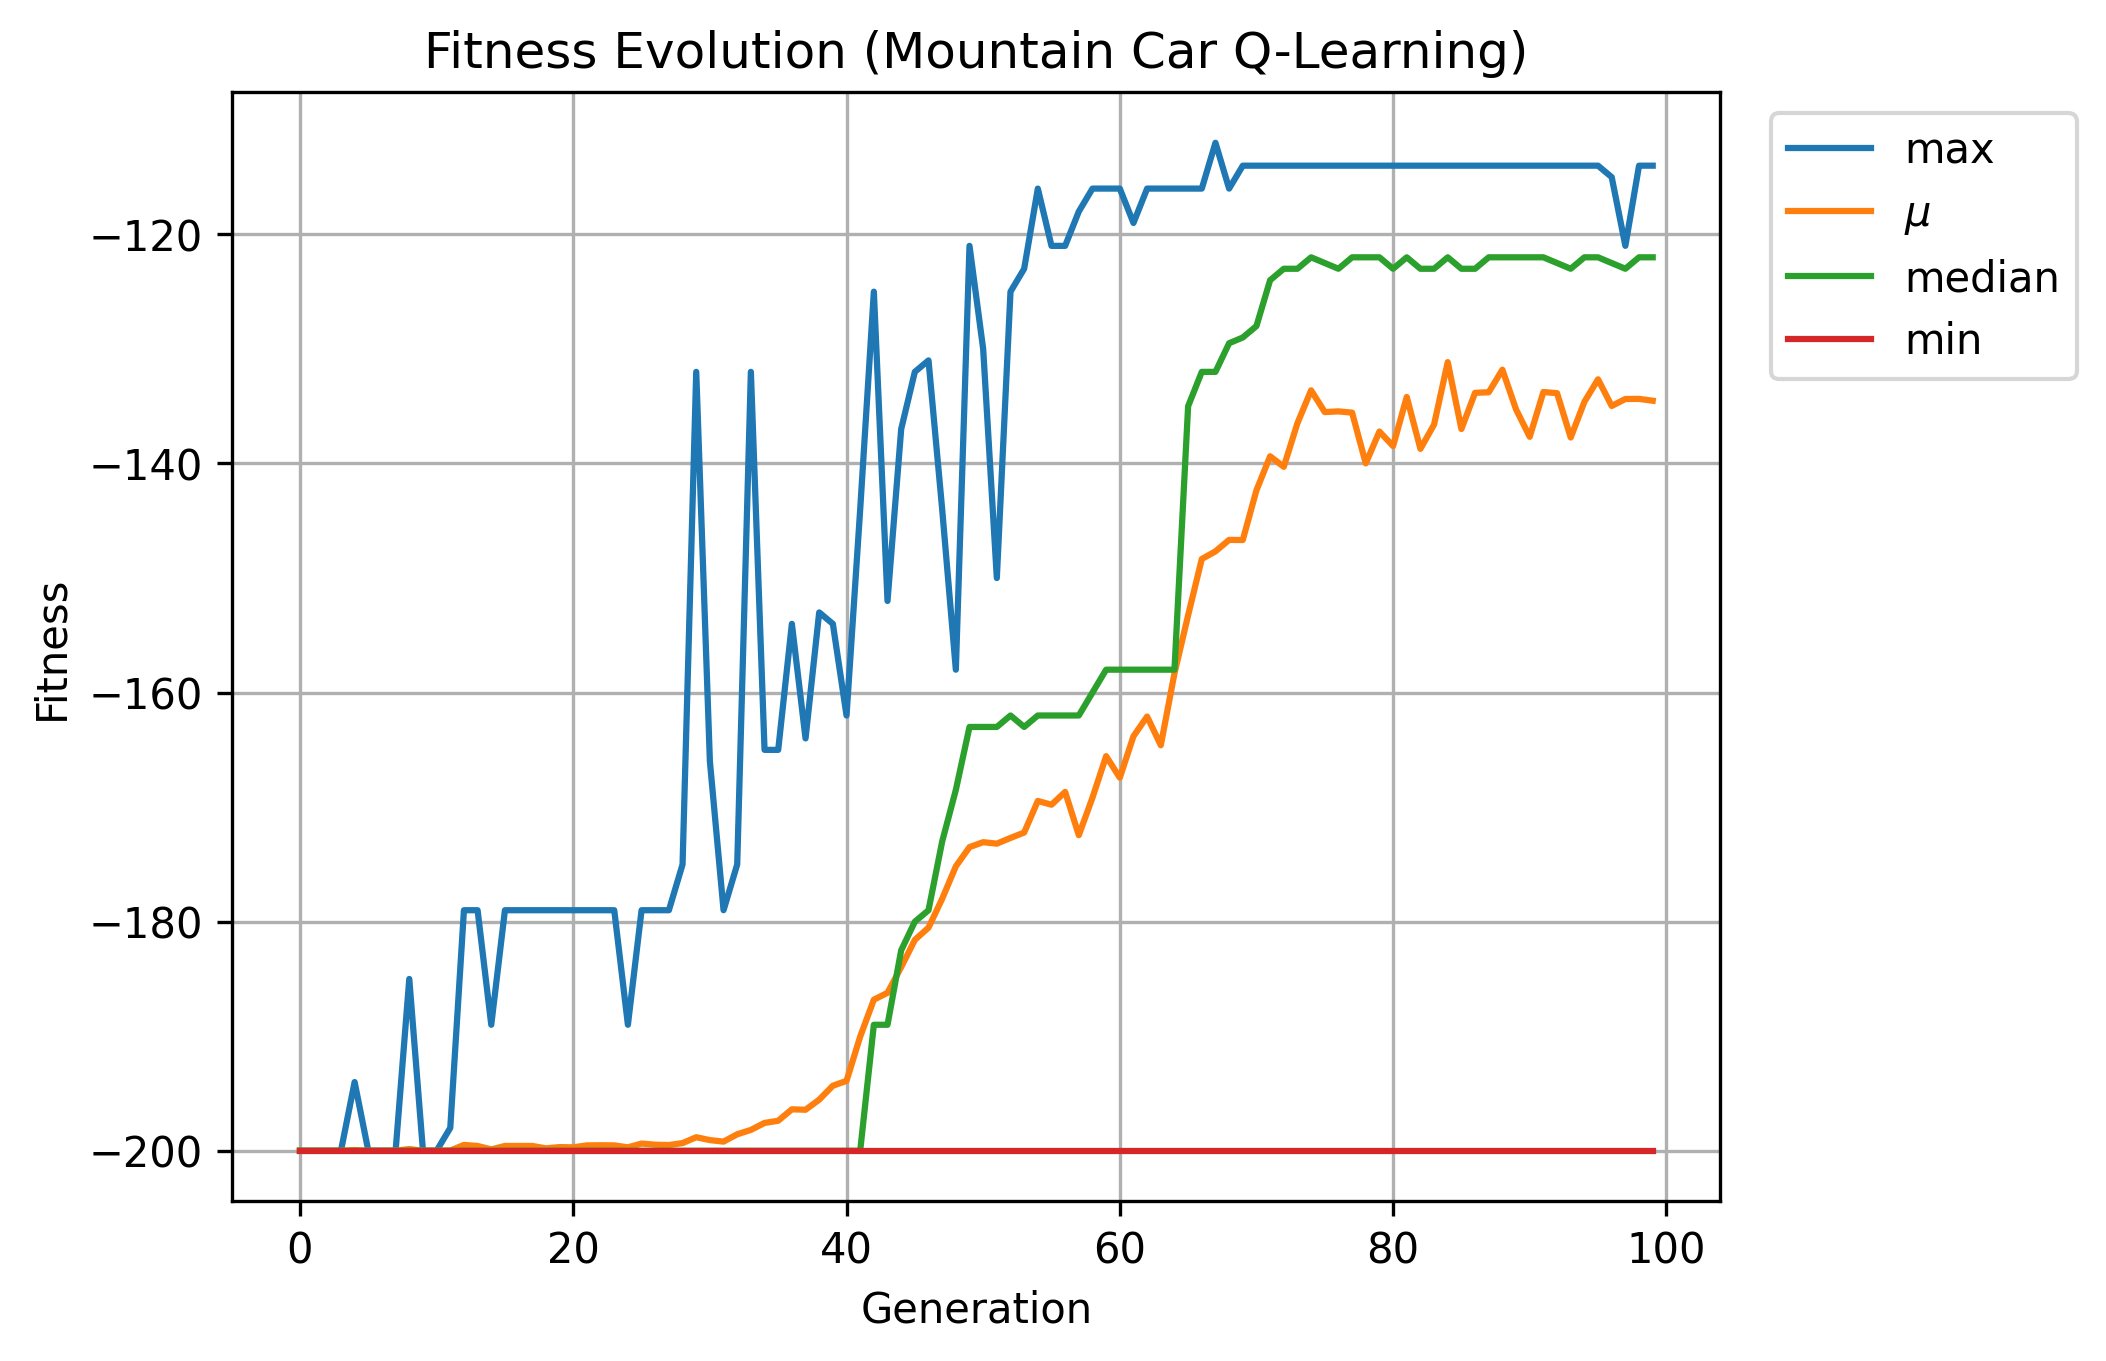 Fitness Evolution (Mountain Car Q-Learning)
max
μ
median
min
−120
−140
−160
−180
−200
Fitness
0 20 40 60 80 100
Generation